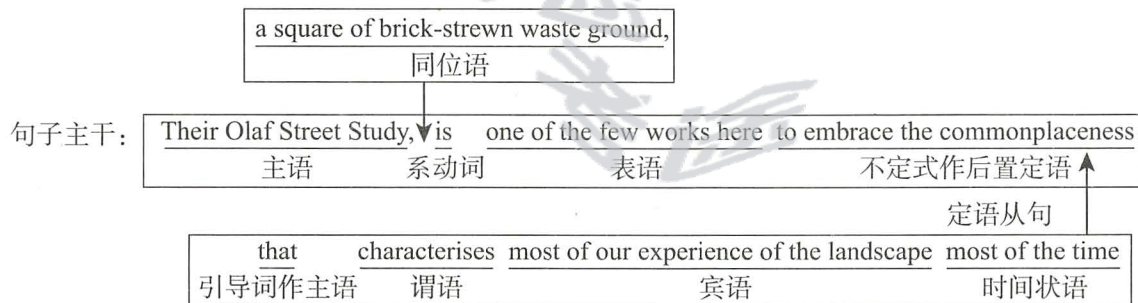 a square of brick-strewn waste ground,
同位语
句子主干：
Their Olaf Street Study, is one of the few works here to embrace the commonplaceness
主语 系动词 表语 不定式作后置定语
定语从句
that characterises most of our experience of the landscape most of the time
引导词作主语 谓语 宾语 时间状语